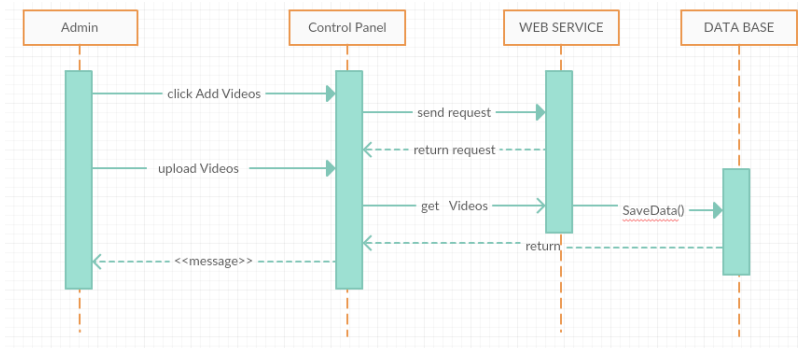 Admin
Control Panel
WEB SERVICE
DATA BASE
click Add Videos
send request
return request
upload Videos
get Videos
SaveData()
return
<<message>>